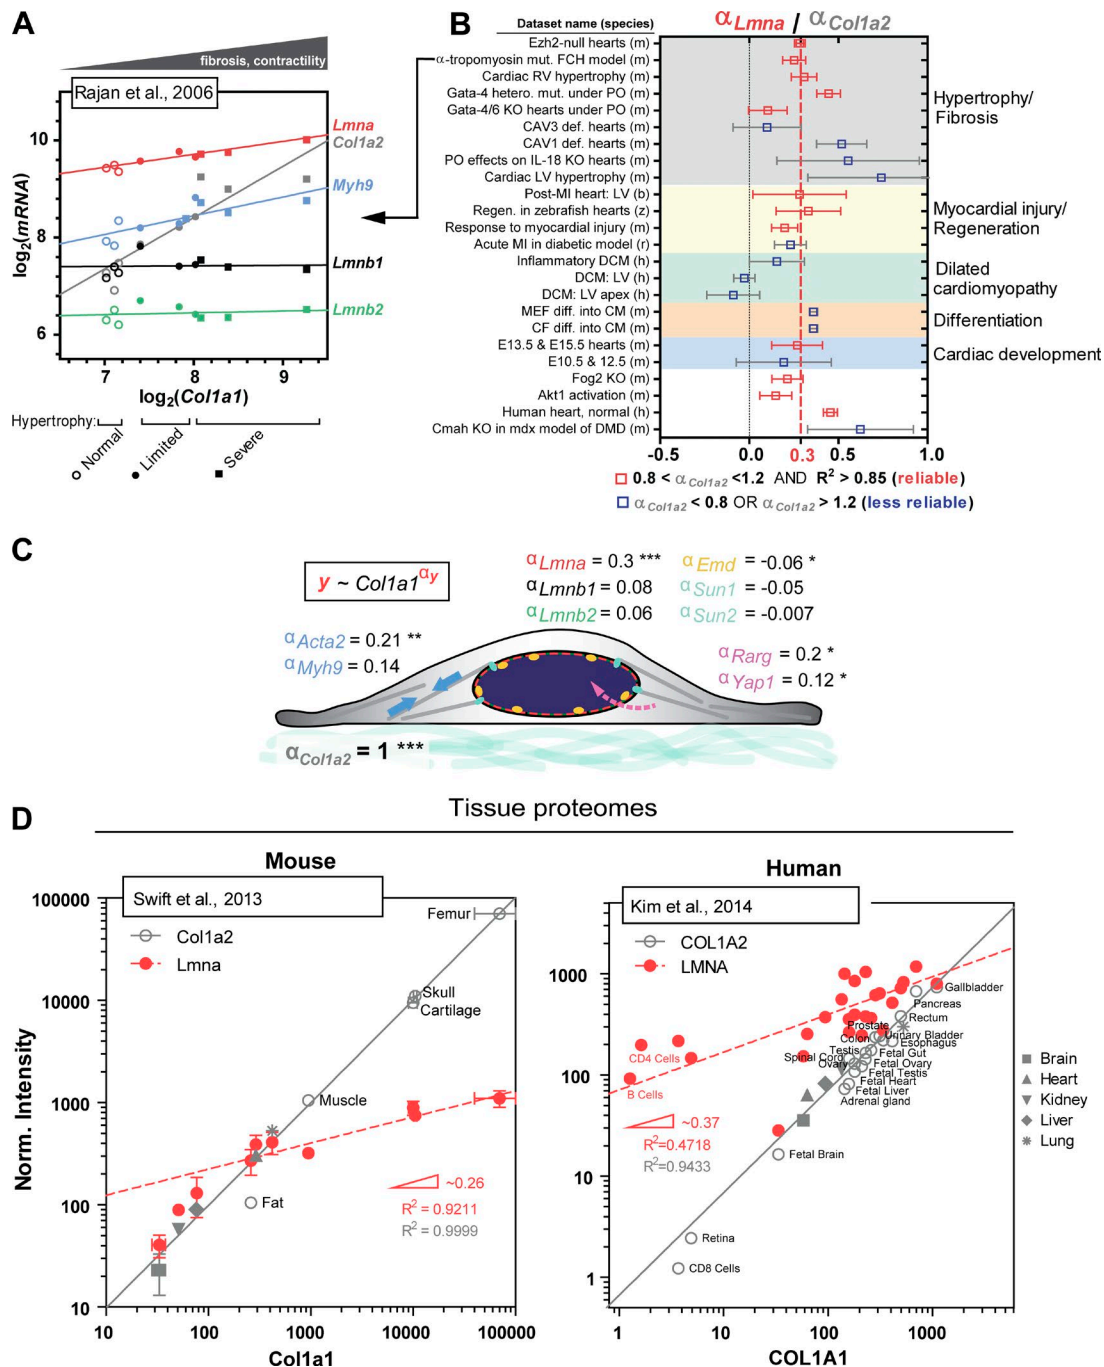 A
fibrosis, contractility
Rajan et al., 2006
10
8
6
log2(mRNA)
Lmna
Col1a2
Myh9
Lmnb1
Lmnb2
7 8 9
log2(Col1a1)
Hypertrophy:
Normal
Limited
Severe
B
αLmna / αCol1a2
Dataset name (species)
Ezh2-null hearts (m)
α-tropomyosin mut. FCH model (m)
Cardiac RV hypertrophy (m)
Gata-4 hetero. mut. under PO (m)
Gata-4/6 KO hearts under PO (m)
CAV3 def. hearts (m)
CAV1 def. hearts (m)
PO effects on IL-18 KO hearts (m)
Cardiac LV hypertrophy (m)
Post-MI heart: LV (b)
Regen. in zebrafish hearts (z)
Response to myocardial injury (m)
Acute MI in diabetic model (r)
Inflammatory DCM (h)
DCM: LV (h)
DCM: LV apex (h)
MEF diff. into CM (m)
CF diff. into CM (m)
E13.5 & E15.5 hearts (m)
E10.5 & 12.5 (m)
Fog2 KO (m)
Akt1 activation (m)
Human heart, normal (h)
Cmah KO in mdx model of DMD (m)
Hypertrophy/
Fibrosis
Myocardial injury/
Regeneration
Dilated
cardiomyopathy
Differentiation
Cardiac development
-0.5 0.0 0.3 0.5 1.0
0.8 < αCol1a2 <1.2 AND R2 > 0.85 (reliable)
αCol1a2 < 0.8 OR αCol1a2 > 1.2 (less reliable)
C
y ~ Col1a1αy
αLmna = 0.3 ***
αLmnb1 = 0.08
αLmnb2 = 0.06
αEmd = -0.06 *
αSun1 = -0.05
αSun2 = -0.007
αActa2 = 0.21 **
αMyh9 = 0.14
αRarg = 0.2 *
αYap1 = 0.12 *
αCol1a2 = 1 ***
Tissue proteomes
D
Mouse
Swift et al., 2013
Col1a2
Lmna
100000
10000
1000
100
10
Norm. Intensity
Femur
Skull
Cartilage
Muscle
Fat
~0.26
R2 = 0.9211
R2 = 0.9999
10 100 1000 10000 100000
Col1a1
Human
Kim et al., 2014
COL1A2
LMNA
1000
100
10
1
Gallbladder
Pancreas
Rectum
Prostate
Urinary Bladder
Colon
Esophagus
Testis
Fetal Gut
Spinal Cord
Ovary
Fetal Ovary
Fetal Testis
Fetal Heart
Fetal Liver
Adrenal gland
CD4 Cells
B Cells
~0.37
R2=0.4718
R2=0.9433
Fetal Brain
Retina
CD8 Cells
1 10 100 1000
COL1A1
Brain
Heart
Kidney
Liver
Lung